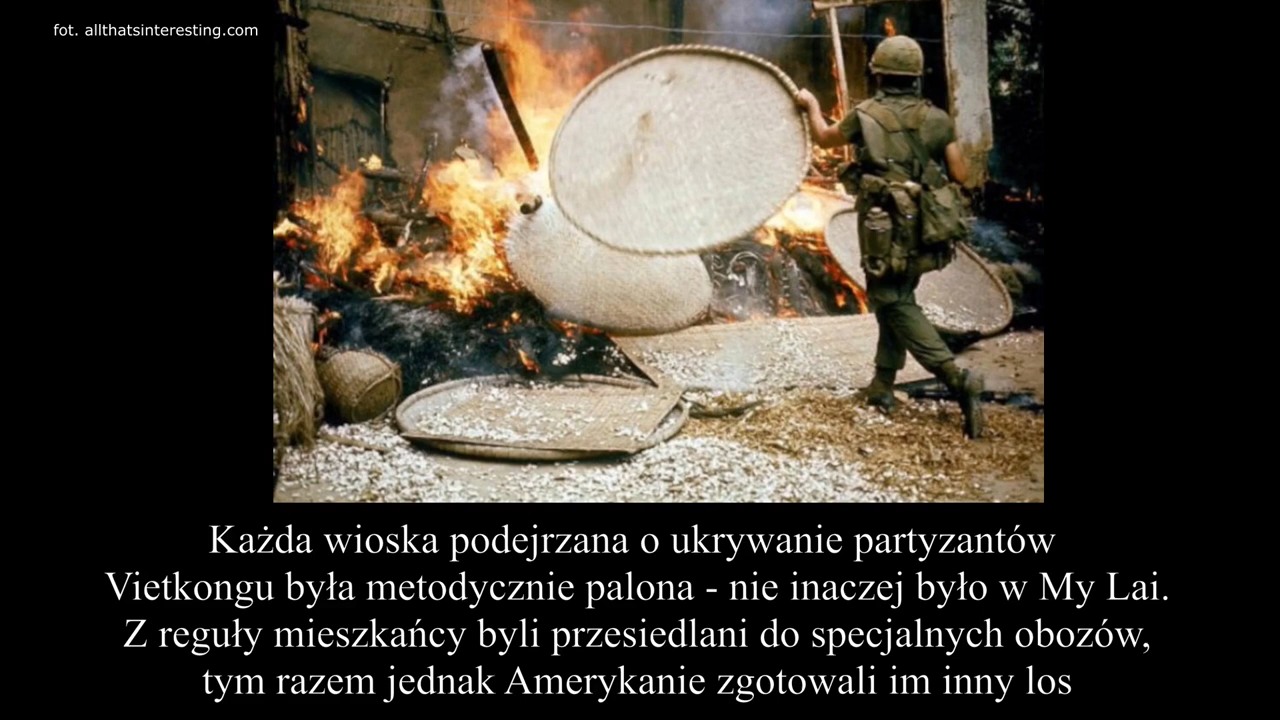 fot. allthatsinteresting.com
Każda wioska podejrzana o ukrywanie partyzantów
Vietkongu była metodycznie palona - nie inaczej było w My Lai.
Z reguły mieszkańcy byli przesiedlani do specjalnych obozów,
tym razem jednak Amerykanie zgotowali im inny los